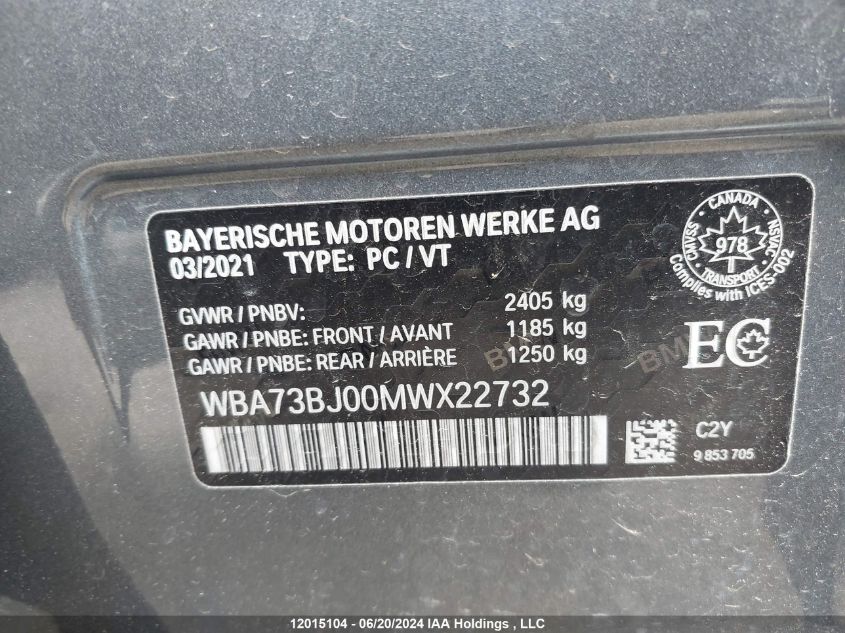 BAYERISCHE MOTOREN WERKE AG
03/2021 TYPE: PC / VT
CANADA
CMVSS
978
NSVAC
TRANSPORT
Complies with ICES-002
GVWR / PNBV: 2405 kg
GAWR / PNBE: FRONT / AVANT 1185 kg
GAWR / PNBE: REAR / ARRIÈRE 1250 kg
EC
WBA73BJ00MWX22732
C2Y
9 853 705
12015104 - 06/20/2024 IAA Holdings , LLC